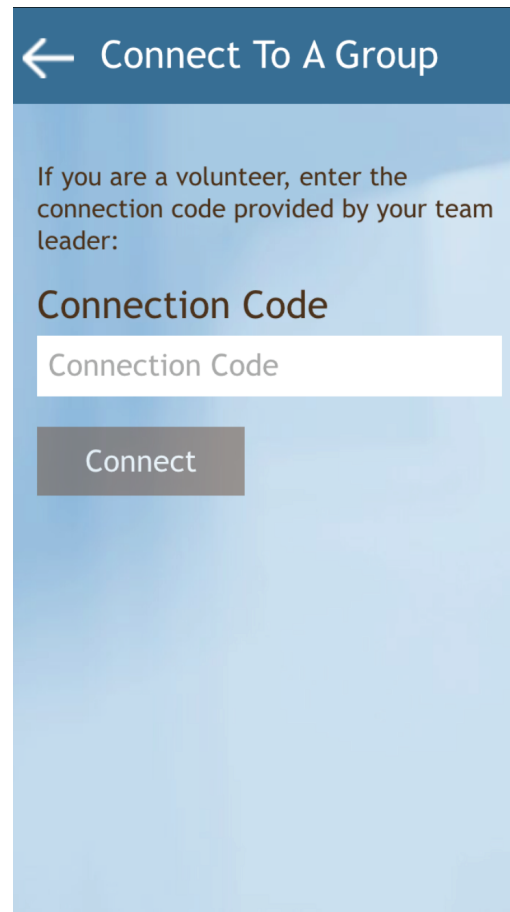 Connect To A Group
If you are a volunteer, enter the
connection code provided by your team
leader:
Connection Code
Connection Code
Connect